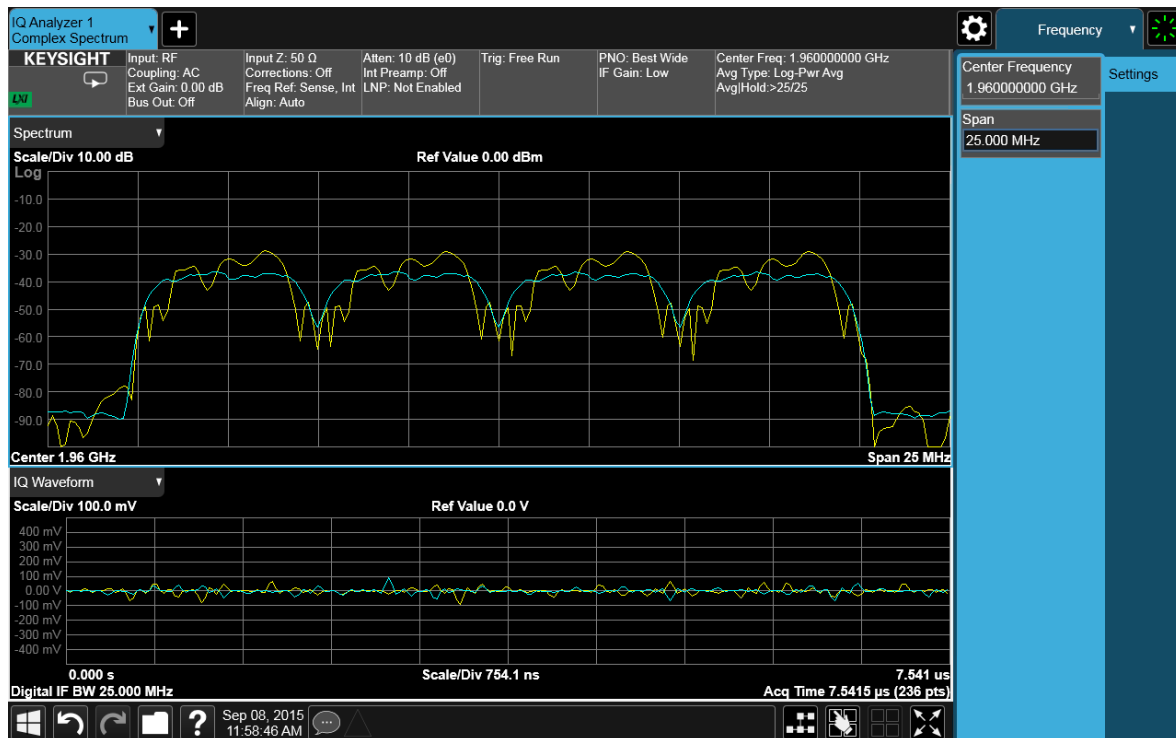 IQ Analyzer 1
Complex Spectrum
Frequency
KEYSIGHT
LXI
Input: RF
Coupling: AC
Ext Gain: 0.00 dB
Bus Out: Off
Input Z: 50 Ω
Corrections: Off
Freq Ref: Sense, Int
Align: Auto
Atten: 10 dB (e0)
Int Preamp: Off
LNP: Not Enabled
Trig: Free Run
PNO: Best Wide
IF Gain: Low
Center Freq: 1.960000000 GHz
Avg Type: Log-Pwr Avg
Avg|Hold:>25/25
Center Frequency
1.960000000 GHz
Settings
Span
25.000 MHz
Spectrum
Scale/Div 10.00 dB
Ref Value 0.00 dBm
Log
-10.0
-20.0
-30.0
-40.0
-50.0
-60.0
-70.0
-80.0
-90.0
Center 1.96 GHz
Span 25 MHz
IQ Waveform
Scale/Div 100.0 mV
Ref Value 0.0 V
400 mV
300 mV
200 mV
100 mV
0.00 V
-100 mV
-200 mV
-300 mV
-400 mV
0.000 s
Scale/Div 754.1 ns
7.541 us
Digital IF BW 25.000 MHz
Acq Time 7.5415 µs (236 pts)
?
Sep 08, 2015
11:58:46 AM